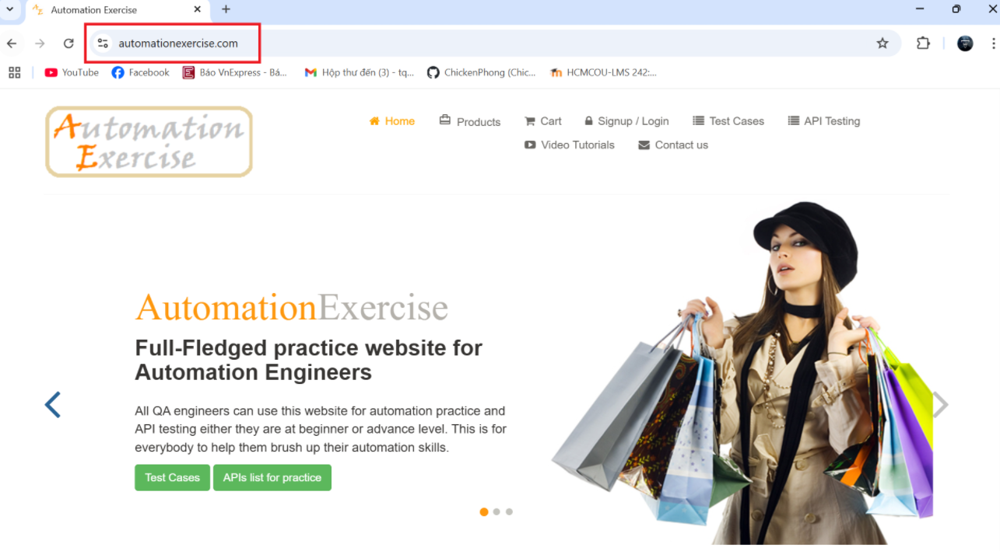 Automation Exercise
automationexercise.com
YouTube Facebook Báo VnExpress - Bá... Hộp thư đến (3) - tq... ChickenPhong (Chic... HCMCOU-LMS 242:...
Automation
Exercise
Home Products Cart Signup / Login Test Cases API Testing
Video Tutorials Contact us
AutomationExercise
Full-Fledged practice website for
Automation Engineers
All QA engineers can use this website for automation practice and
API testing either they are at beginner or advance level. This is for
everybody to help them brush up their automation skills.
Test Cases APIs list for practice